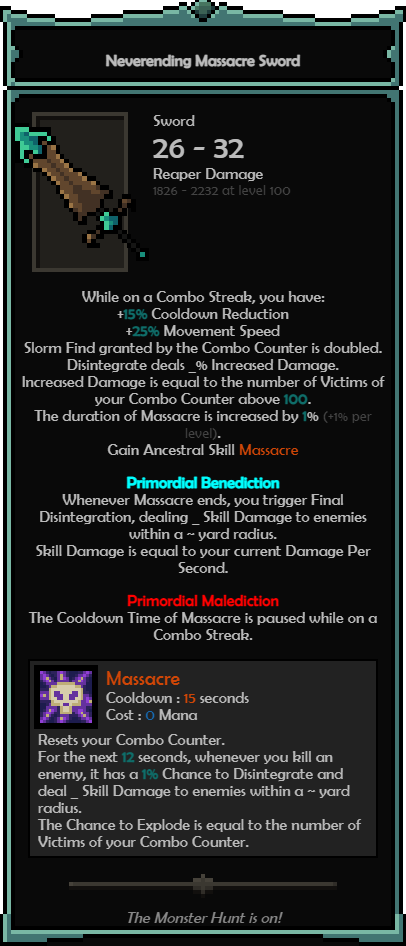 Neverending Massacre Sword
Sword
26 - 32
Reaper Damage
1826 - 2232 at level 100
While on a Combo Streak, you have:
+15% Cooldown Reduction
+25% Movement Speed
Slorm Find granted by the Combo Counter is doubled.
Disintegrate deals _% Increased Damage.
Increased Damage is equal to the number of Victims of
your Combo Counter above 100.
The duration of Massacre is increased by 1% (+1% per
level).
Gain Ancestral Skill Massacre
Primordial Benediction
Whenever Massacre ends, you trigger Final
Disintegration, dealing _ Skill Damage to enemies
within a ~ yard radius.
Skill Damage is equal to your current Damage Per
Second.
Primordial Malediction
The Cooldown Time of Massacre is paused while on a
Combo Streak.
Massacre
Cooldown : 15 seconds
Cost : 0 Mana
Resets your Combo Counter.
For the next 12 seconds, whenever you kill an
enemy, it has a 1% Chance to Disintegrate and
deal _ Skill Damage to enemies within a ~ yard
radius.
The Chance to Explode is equal to the number of
Victims of your Combo Counter.
The Monster Hunt is on!